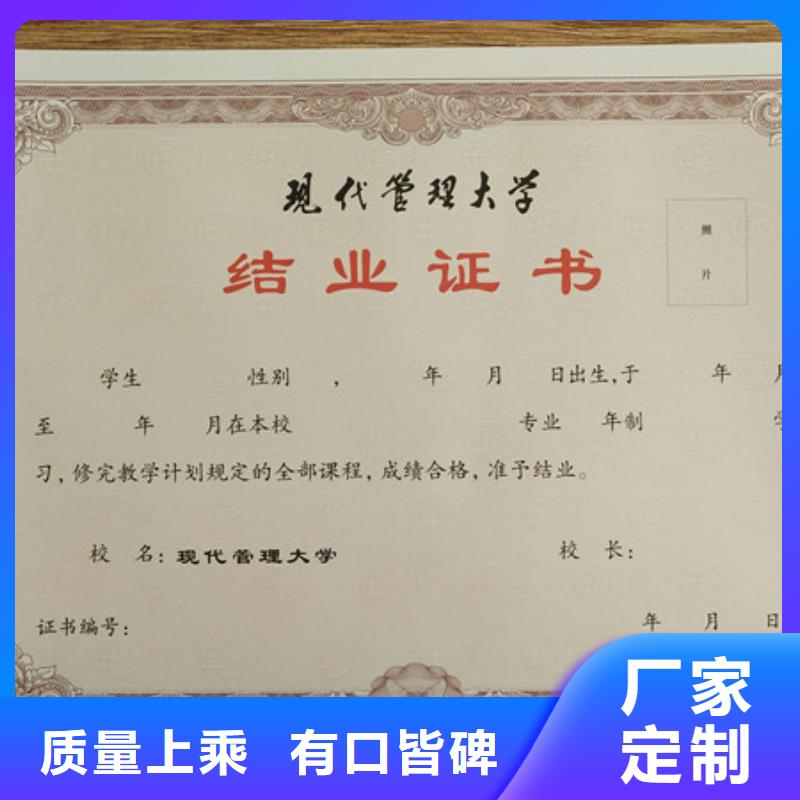 现代管理大学
结业证书
照
片
学生 性别 , 年 月 日出生,于 年 月
至 年 月在本校 专业 年制 学
习,修完教学计划规定的全部课程,成绩合格,准予结业。
校 名:现代管理大学 校 长:
证书编号: 年 月 日
厂家
定制
质量上乘 有口皆碑